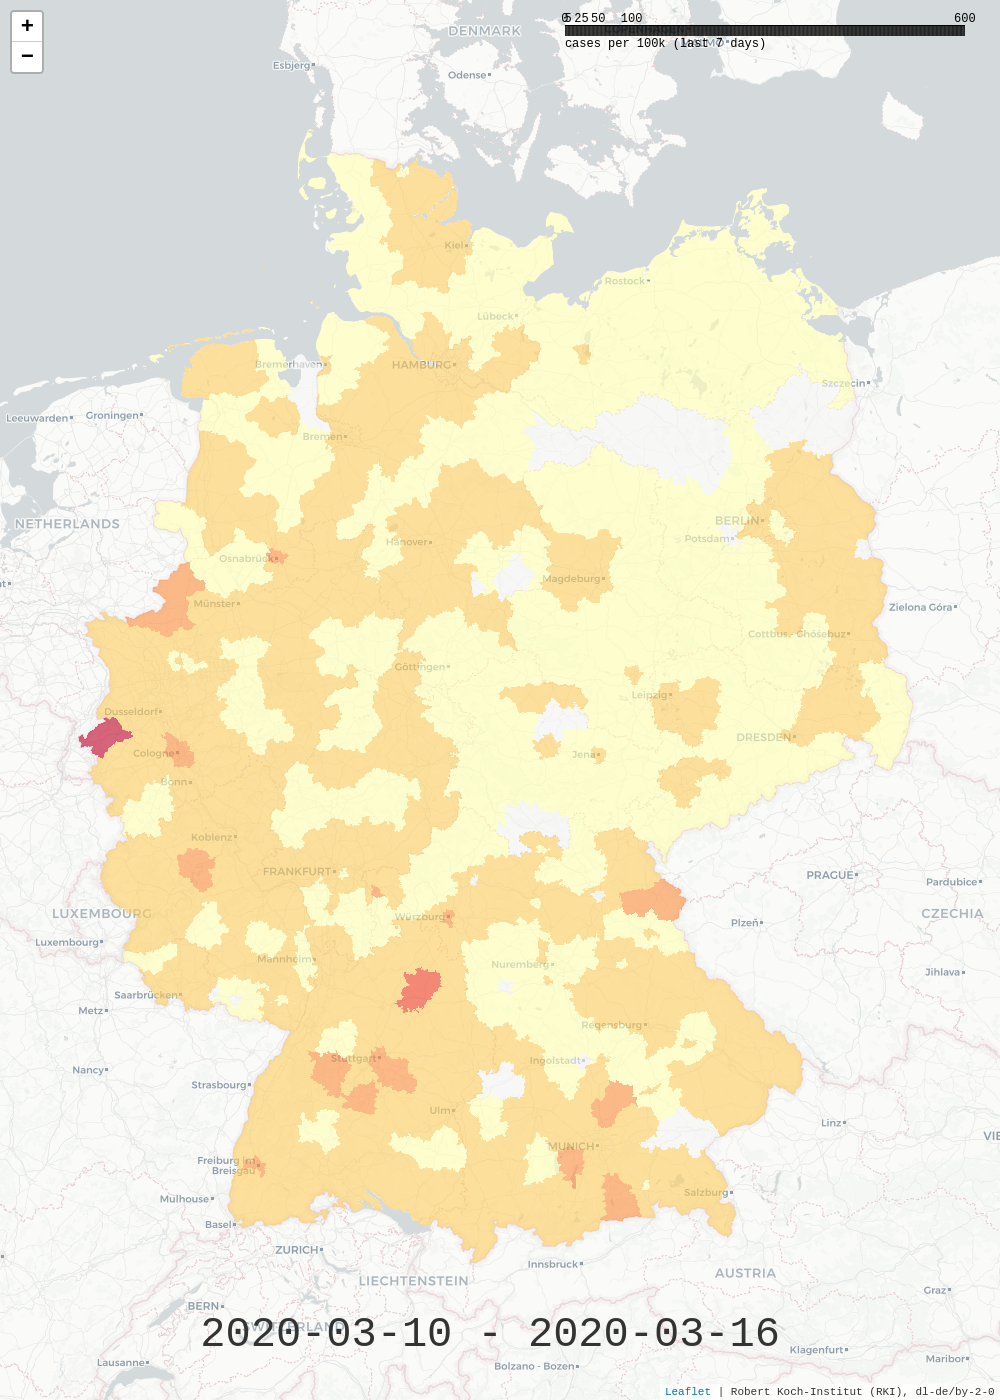 +
−
0 5 25 50 100 600
cases per 100k (last 7 days)
DENMARK
Esbjerg
Odense
Kiel
Rostock
Lübeck
Bremerhaven
HAMBURG
Szczecin
Leeuwarden
Groningen
Bremen
NETHERLANDS
BERLIN
Potsdam
Hanover
Osnabrück
Magdeburg
Münster
Zielona Góra
Cottbus - Chóśebuz
Göttingen
Leipzig
Dusseldorf
DRESDEN
Cologne
Jena
Bonn
Koblenz
FRANKFURT
PRAGUE
Pardubice
LUXEMBOURG
Würzburg
CZECHIA
Plzeň
Luxembourg
Mannheim
Nuremberg
Jihlava
Saarbrücken
Metz
Regensburg
Stuttgart
Ingolstadt
Nancy
Strasbourg
Ulm
Linz
VIE
MUNICH
Freiburg im
Breisgau
Mulhouse
Salzburg
Basel
ZURICH
Innsbruck
LIECHTENSTEIN
AUSTRIA
Graz
BERN
SWITZERLAND
2020-03-10 - 2020-03-16
Klagenfurt
Lausanne
Bolzano - Bozen
Maribor
Leaflet | Robert Koch-Institut (RKI), dl-de/by-2-0